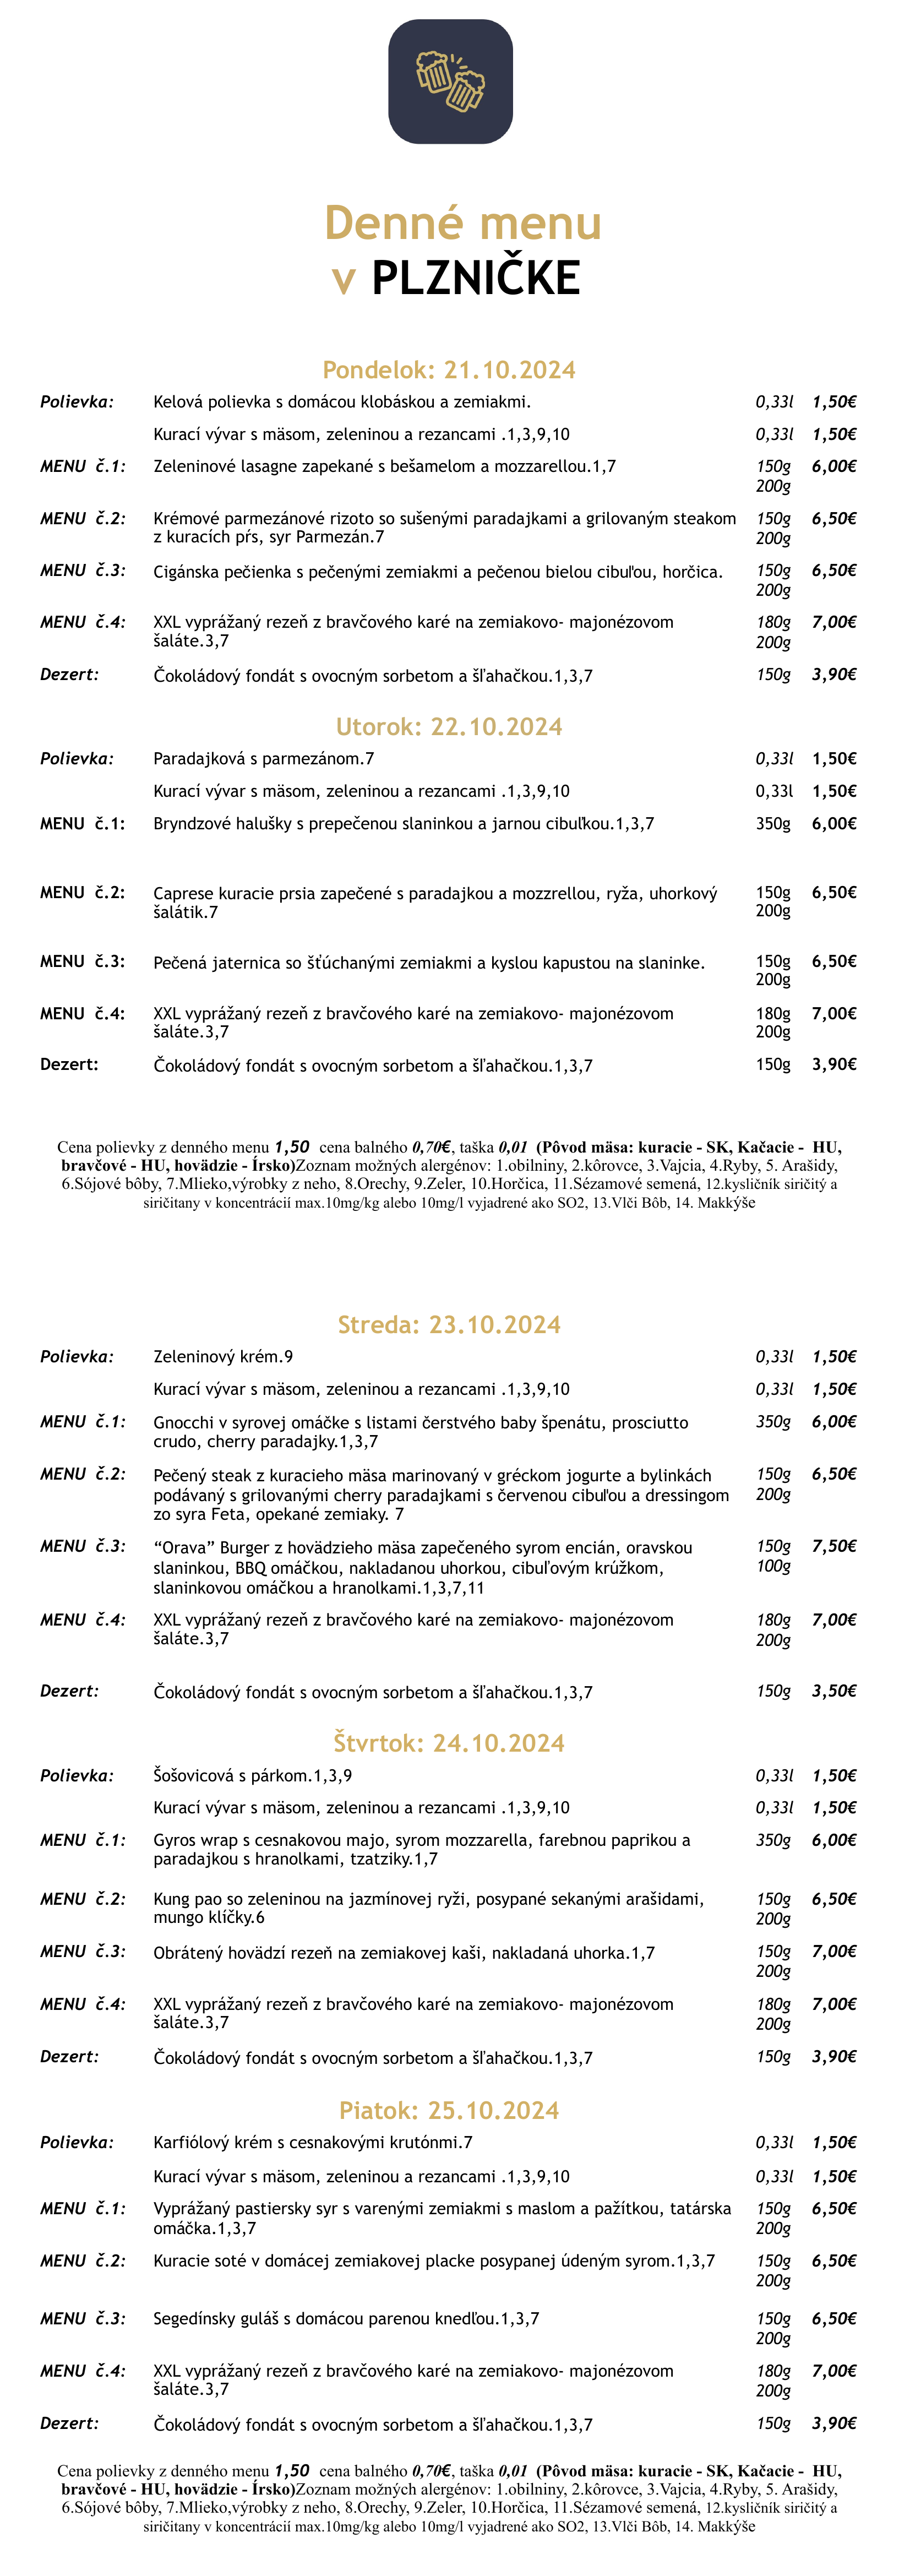 Denné menu
v PLZNIČKE
Pondelok: 21.10.2024
Polievka: Kelová polievka s domácou klobáskou a zemiakmi. 0,33l 1,50€
Kurací vývar s mäsom, zeleninou a rezancami .1,3,9,10 0,33l 1,50€
MENU č.1: Zeleninové lasagne zapekané s bešamelom a mozzarellou.1,7 150g 6,00€
200g
MENU č.2: Krémové parmezánové rizoto so sušenými paradajkami a grilovaným steakom 150g 6,50€
z kuracích pŕs, syr Parmezán.7 200g
MENU č.3: Cigánska pečienka s pečenými zemiakmi a pečenou bielou cibuľou, horčica. 150g 6,50€
200g
MENU č.4: XXL vyprážaný rezeň z bravčového karé na zemiakovo- majonézovom 180g 7,00€
šaláte.3,7 200g
Dezert: Čokoládový fondát s ovocným sorbetom a šľahačkou.1,3,7 150g 3,90€
Utorok: 22.10.2024
Polievka: Paradajková s parmezánom.7 0,33l 1,50€
Kurací vývar s mäsom, zeleninou a rezancami .1,3,9,10 0,33l 1,50€
MENU č.1: Bryndzové halušky s prepečenou slaninkou a jarnou cibuľkou.1,3,7 350g 6,00€
MENU č.2: Caprese kuracie prsia zapečené s paradajkou a mozzrellou, ryža, uhorkový 150g 6,50€
šalátik.7 200g
MENU č.3: Pečená jaternica so šťúchanými zemiakmi a kyslou kapustou na slaninke. 150g 6,50€
200g
MENU č.4: XXL vyprážaný rezeň z bravčového karé na zemiakovo- majonézovom 180g 7,00€
šaláte.3,7 200g
Dezert: Čokoládový fondát s ovocným sorbetom a šľahačkou.1,3,7 150g 3,90€
Cena polievky z denného menu 1,50 cena balného 0,70€, taška 0,01 (Pôvod mäsa: kuracie - SK, Kačacie - HU,
bravčové - HU, hovädzie - Írsko)Zoznam možných alergénov: 1.obilniny, 2.kôrovce, 3.Vajcia, 4.Ryby, 5. Arašidy,
6.Sójové bôby, 7.Mlieko,výrobky z neho, 8.Orechy, 9.Zeler, 10.Horčica, 11.Sézamové semená, 12.kysličník siričitý a
siričitany v koncentrácií max.10mg/kg alebo 10mg/l vyjadrené ako SO2, 13.Vlči Bôb, 14. Makkýše
Streda: 23.10.2024
Polievka: Zeleninový krém.9 0,33l 1,50€
Kurací vývar s mäsom, zeleninou a rezancami .1,3,9,10 0,33l 1,50€
MENU č.1: Gnocchi v syrovej omáčke s listami čerstvého baby špenátu, prosciutto 350g 6,00€
crudo, cherry paradajky.1,3,7
MENU č.2: Pečený steak z kuracieho mäsa marinovaný v gréckom jogurte a bylinkách 150g 6,50€
podávaný s grilovanými cherry paradajkami s červenou cibuľou a dressingom 200g
zo syra Feta, opekané zemiaky. 7
MENU č.3: “Orava” Burger z hovädzieho mäsa zapečeného syrom encián, oravskou 150g 7,50€
slaninkou, BBQ omáčkou, nakladanou uhorkou, cibuľovým krúžkom, 100g
slaninkovou omáčkou a hranolkami.1,3,7,11
MENU č.4: XXL vyprážaný rezeň z bravčového karé na zemiakovo- majonézovom 180g 7,00€
šaláte.3,7 200g
Dezert: Čokoládový fondát s ovocným sorbetom a šľahačkou.1,3,7 150g 3,50€
Štvrtok: 24.10.2024
Polievka: Šošovicová s párkom.1,3,9 0,33l 1,50€
Kurací vývar s mäsom, zeleninou a rezancami .1,3,9,10 0,33l 1,50€
MENU č.1: Gyros wrap s cesnakovou majo, syrom mozzarella, farebnou paprikou a 350g 6,00€
paradajkou s hranolkami, tzatziky.1,7
MENU č.2: Kung pao so zeleninou na jazmínovej ryži, posypané sekanými arašidami, 150g 6,50€
mungo klíčky.6 200g
MENU č.3: Obrátený hovädzí rezeň na zemiakovej kaši, nakladaná uhorka.1,7 150g 7,00€
200g
MENU č.4: XXL vyprážaný rezeň z bravčového karé na zemiakovo- majonézovom 180g 7,00€
šaláte.3,7 200g
Dezert: Čokoládový fondát s ovocným sorbetom a šľahačkou.1,3,7 150g 3,90€
Piatok: 25.10.2024
Polievka: Karfiólový krém s cesnakovými krutónmi.7 0,33l 1,50€
Kurací vývar s mäsom, zeleninou a rezancami .1,3,9,10 0,33l 1,50€
MENU č.1: Vyprážaný pastiersky syr s varenými zemiakmi s maslom a pažítkou, tatárska 150g 6,50€
omáčka.1,3,7 200g
MENU č.2: Kuracie soté v domácej zemiakovej placke posypanej údeným syrom.1,3,7 150g 6,50€
200g
MENU č.3: Segedínsky guláš s domácou parenou knedľou.1,3,7 150g 6,50€
200g
MENU č.4: XXL vyprážaný rezeň z bravčového karé na zemiakovo- majonézovom 180g 7,00€
šaláte.3,7 200g
Dezert: Čokoládový fondát s ovocným sorbetom a šľahačkou.1,3,7 150g 3,90€
Cena polievky z denného menu 1,50 cena balného 0,70€, taška 0,01 (Pôvod mäsa: kuracie - SK, Kačacie - HU,
bravčové - HU, hovädzie - Írsko)Zoznam možných alergénov: 1.obilniny, 2.kôrovce, 3.Vajcia, 4.Ryby, 5. Arašidy,
6.Sójové bôby, 7.Mlieko,výrobky z neho, 8.Orechy, 9.Zeler, 10.Horčica, 11.Sézamové semená, 12.kysličník siričitý a
siričitany v koncentrácií max.10mg/kg alebo 10mg/l vyjadrené ako SO2, 13.Vlči Bôb, 14. Makkýše